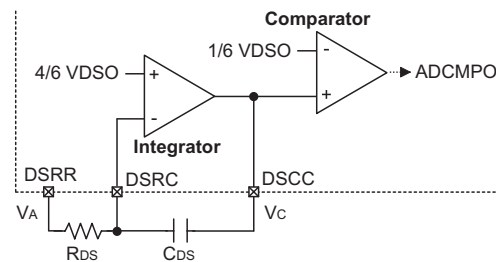 Comparator
1/6 VDSO
-
4/6 VDSO
+
ADCMPO
+
-
Integrator
DSRR
DSRC
DSCC
VA
VC
RDS
CDS